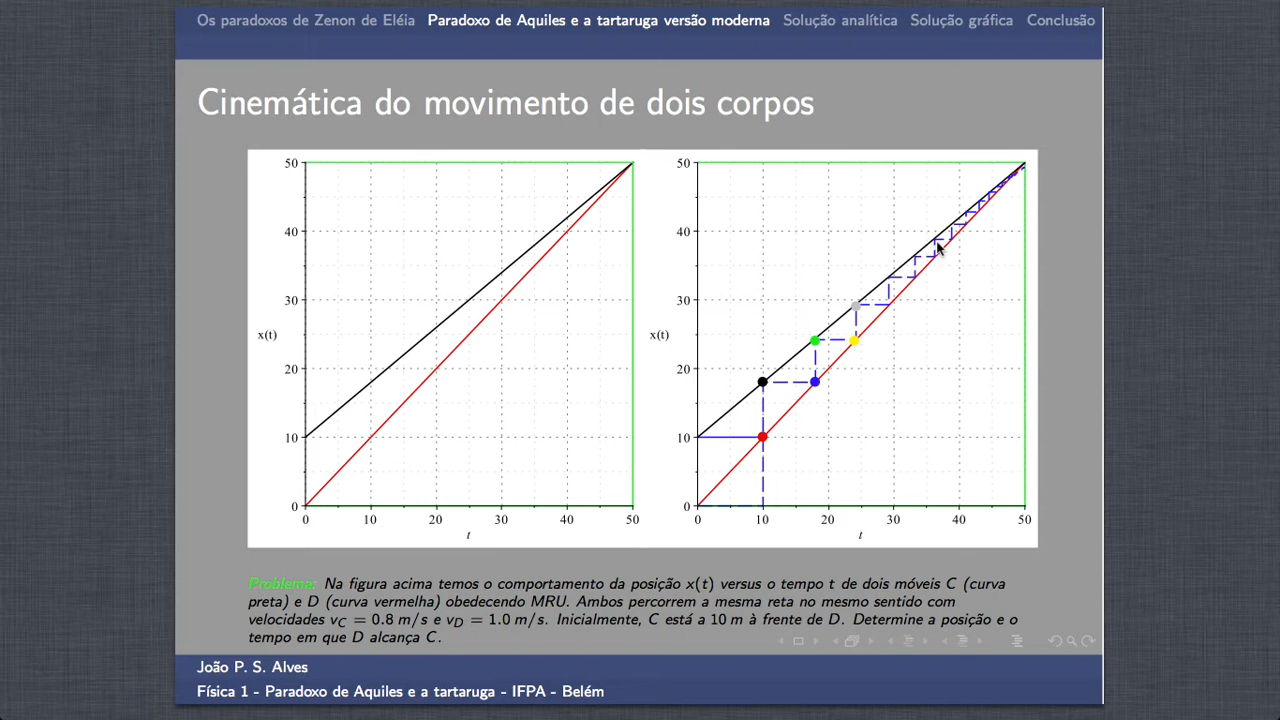 Os paradoxos de Zenon de Eléia Paradoxo de Aquiles e a tartaruga versão moderna Solução analítica Solução gráfica Conclusão
Cinemática do movimento de dois corpos
50
40
30
x(t)
20
10
0
0 10 20 30 40 50
t
50
40
30
x(t)
20
10
0
0 10 20 30 40 50
t
Problema: Na figura acima temos o comportamento da posição x(t) versus o tempo t de dois móveis C (curva
preta) e D (curva vermelha) obedecendo MRU. Ambos percorrem a mesma reta no mesmo sentido com
velocidades vC = 0.8 m/s e vD = 1.0 m/s. Inicialmente, C está a 10 m à frente de D. Determine a posição e o
tempo em que D alcança C.
João P. S. Alves
Física 1 - Paradoxo de Aquiles e a tartaruga - IFPA - Belém